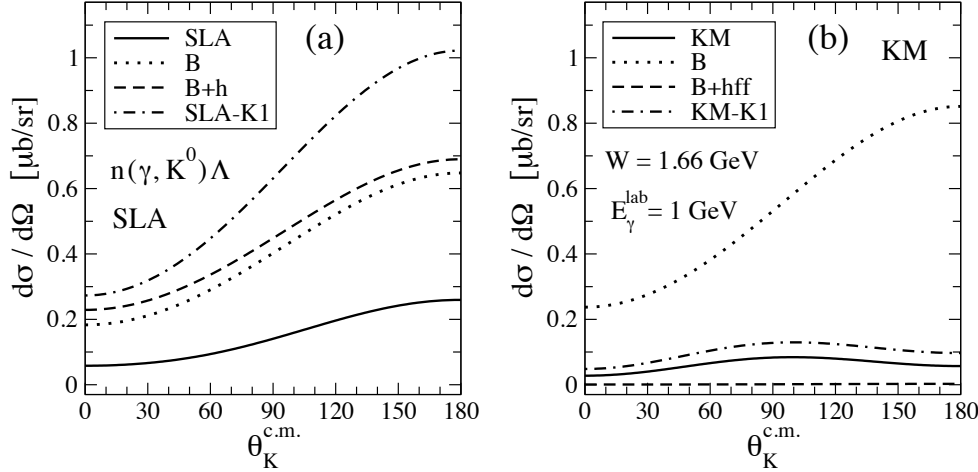 SLA
B
B+h
SLA-K1
(a)
n(γ, K⁰)Λ
SLA
dσ / dΩ [μb/sr]
0
0.2
0.4
0.6
0.8
1
0 30 60 90 120 150 180
θ_K^c.m.
KM
B
B+hff
KM-K1
(b) KM
W = 1.66 GeV
E_γ^lab = 1 GeV
dσ / dΩ [μb/sr]
0
0.2
0.4
0.6
0.8
1
0 30 60 90 120 150 180
θ_K^c.m.